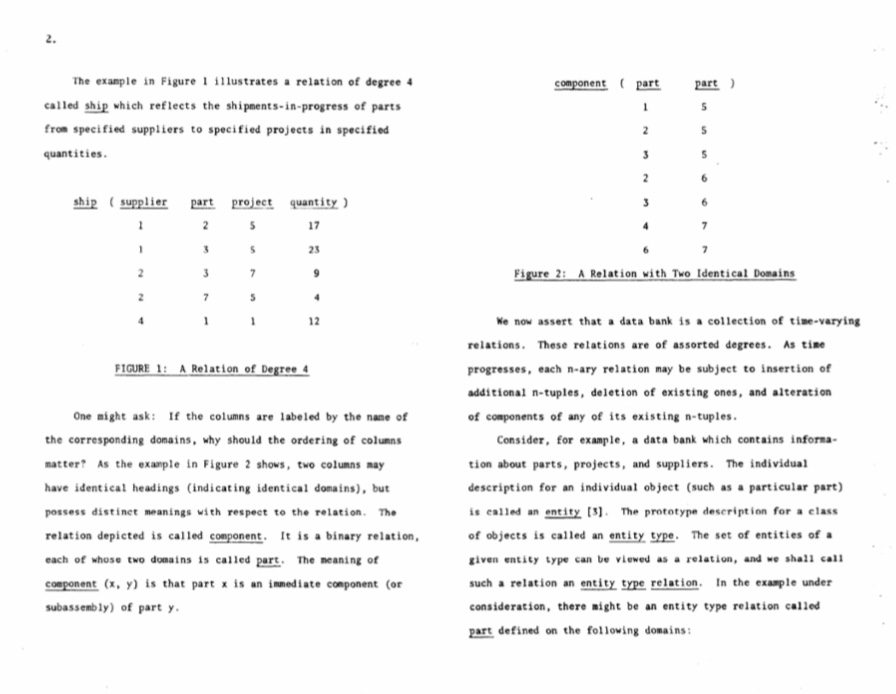 2.
The example in Figure 1 illustrates a relation of degree 4
called ship which reflects the shipments-in-progress of parts
from specified suppliers to specified projects in specified
quantities.
ship ( supplier part project quantity )
1 2 5 17
1 3 5 23
2 3 7 9
2 7 5 4
4 1 1 12
FIGURE 1: A Relation of Degree 4
One might ask: If the columns are labeled by the name of
the corresponding domains, why should the ordering of columns
matter? As the example in Figure 2 shows, two columns may
have identical headings (indicating identical domains), but
possess distinct meanings with respect to the relation. The
relation depicted is called component. It is a binary relation,
each of whose two domains is called part. The meaning of
component (x, y) is that part x is an immediate component (or
subassembly) of part y.
component ( part part )
1 5
2 5
3 5
2 6
3 6
4 7
6 7
Figure 2: A Relation with Two Identical Domains
We now assert that a data bank is a collection of time-varying
relations. These relations are of assorted degrees. As time
progresses, each n-ary relation may be subject to insertion of
additional n-tuples, deletion of existing ones, and alteration
of components of any of its existing n-tuples.
Consider, for example, a data bank which contains informa-
tion about parts, projects, and suppliers. The individual
description for an individual object (such as a particular part)
is called an entity [3]. The prototype description for a class
of objects is called an entity type. The set of entities of a
given entity type can be viewed as a relation, and we shall call
such a relation an entity type relation. In the example under
consideration, there might be an entity type relation called
part defined on the following domains: